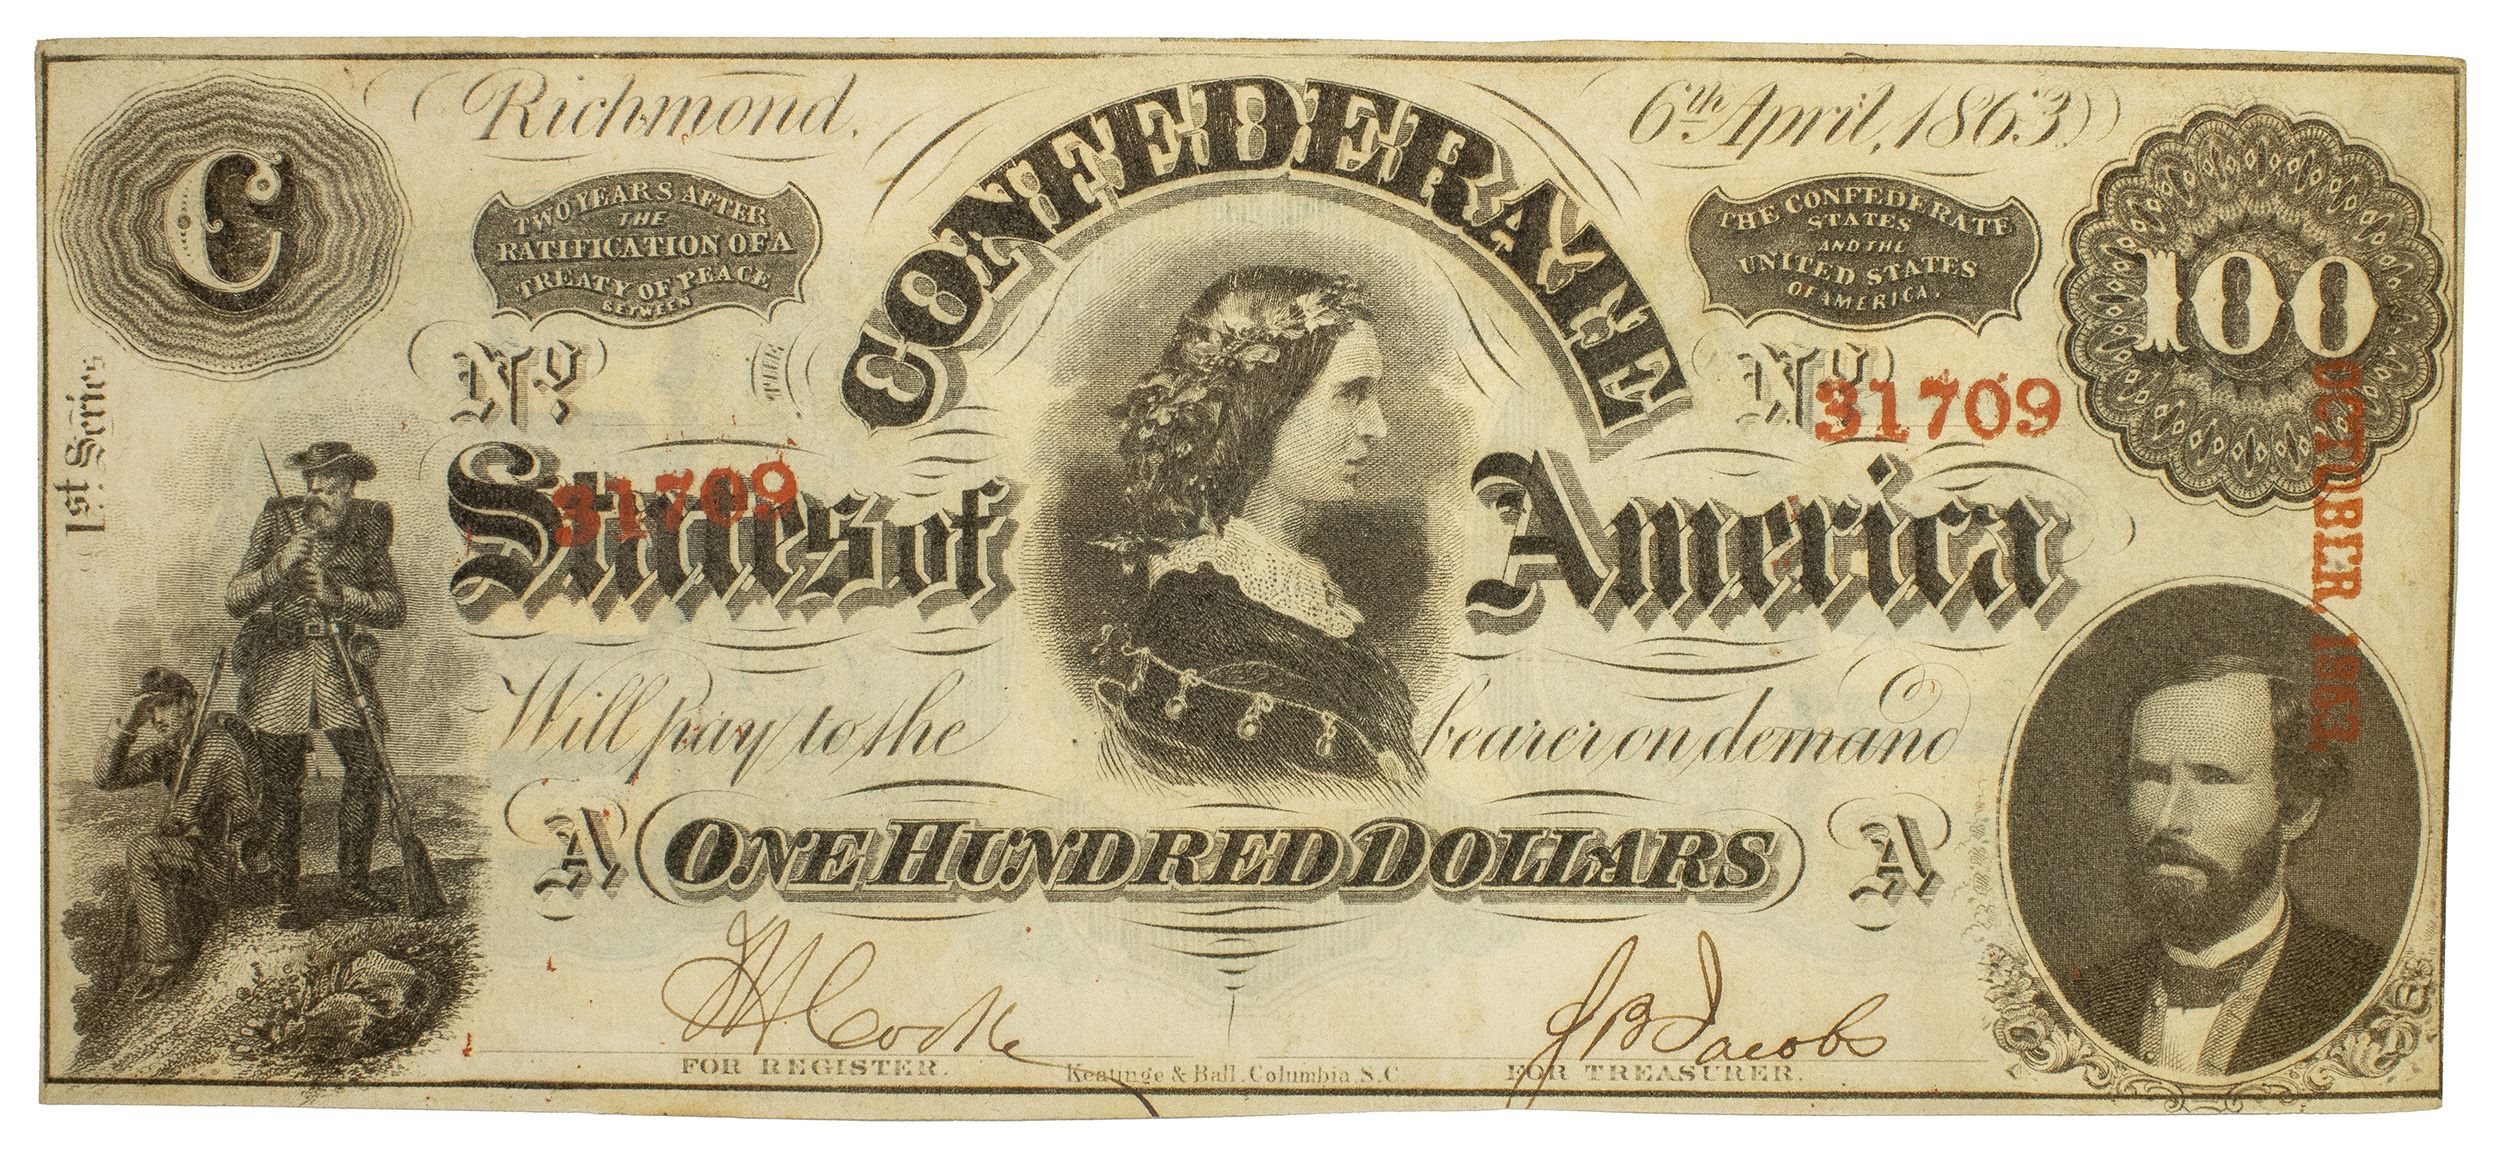 C
Richmond.
6th April, 1863
CONFEDERATE
TWO YEARS AFTER
THE
RATIFICATION OF A
TREATY OF PEACE
BETWEEN
THE CONFEDERATE
STATES
AND THE
UNITED STATES
OF AMERICA.
100
1st Series
No.
THE
No.
31709
31709
States of America
OCTOBER, 1863.
Will pay to the bearer on demand
A ONE HUNDRED DOLLARS A
J B Jacobs
FOR REGISTER.
Keatinge & Ball, Columbia, S.C.
FOR TREASURER.